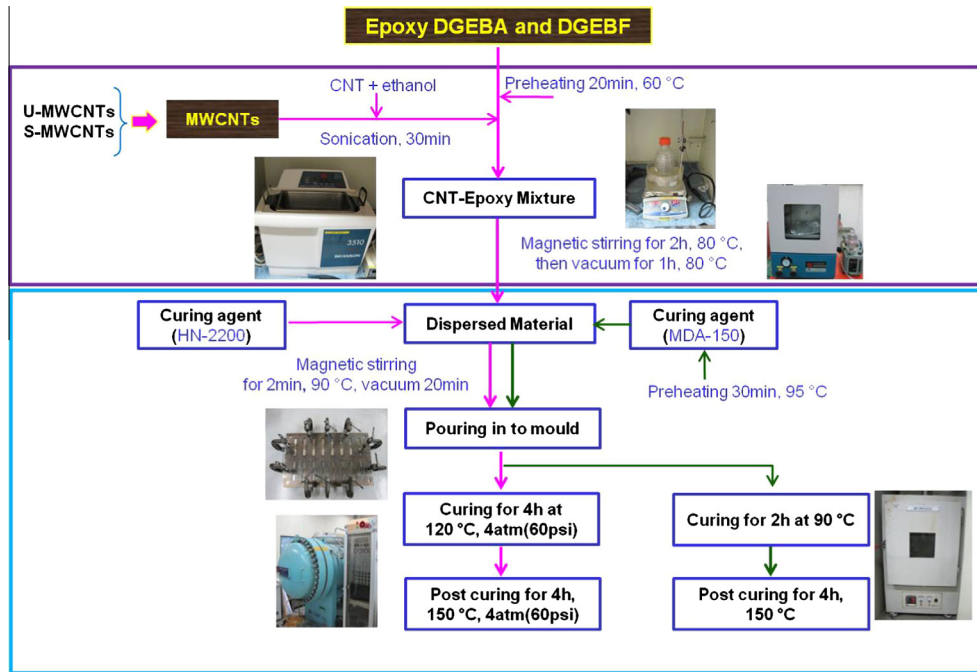 Epoxy DGEBA and DGEBF
CNT + ethanol
Preheating 20min, 60 °C
U-MWCNTs
S-MWCNTs
MWCNTs
Sonication, 30min
CNT-Epoxy Mixture
3510
BRANSON
Magnetic stirring for 2h, 80 °C,
then vacuum for 1h, 80 °C
Curing agent
(HN-2200)
Dispersed Material
Curing agent
(MDA-150)
Magnetic stirring
for 2min, 90 °C, vacuum 20min
Preheating 30min, 95 °C
Pouring in to mould
Curing for 4h at
120 °C, 4atm(60psi)
Curing for 2h at 90 °C
Post curing for 4h,
150 °C, 4atm(60psi)
Post curing for 4h,
150 °C